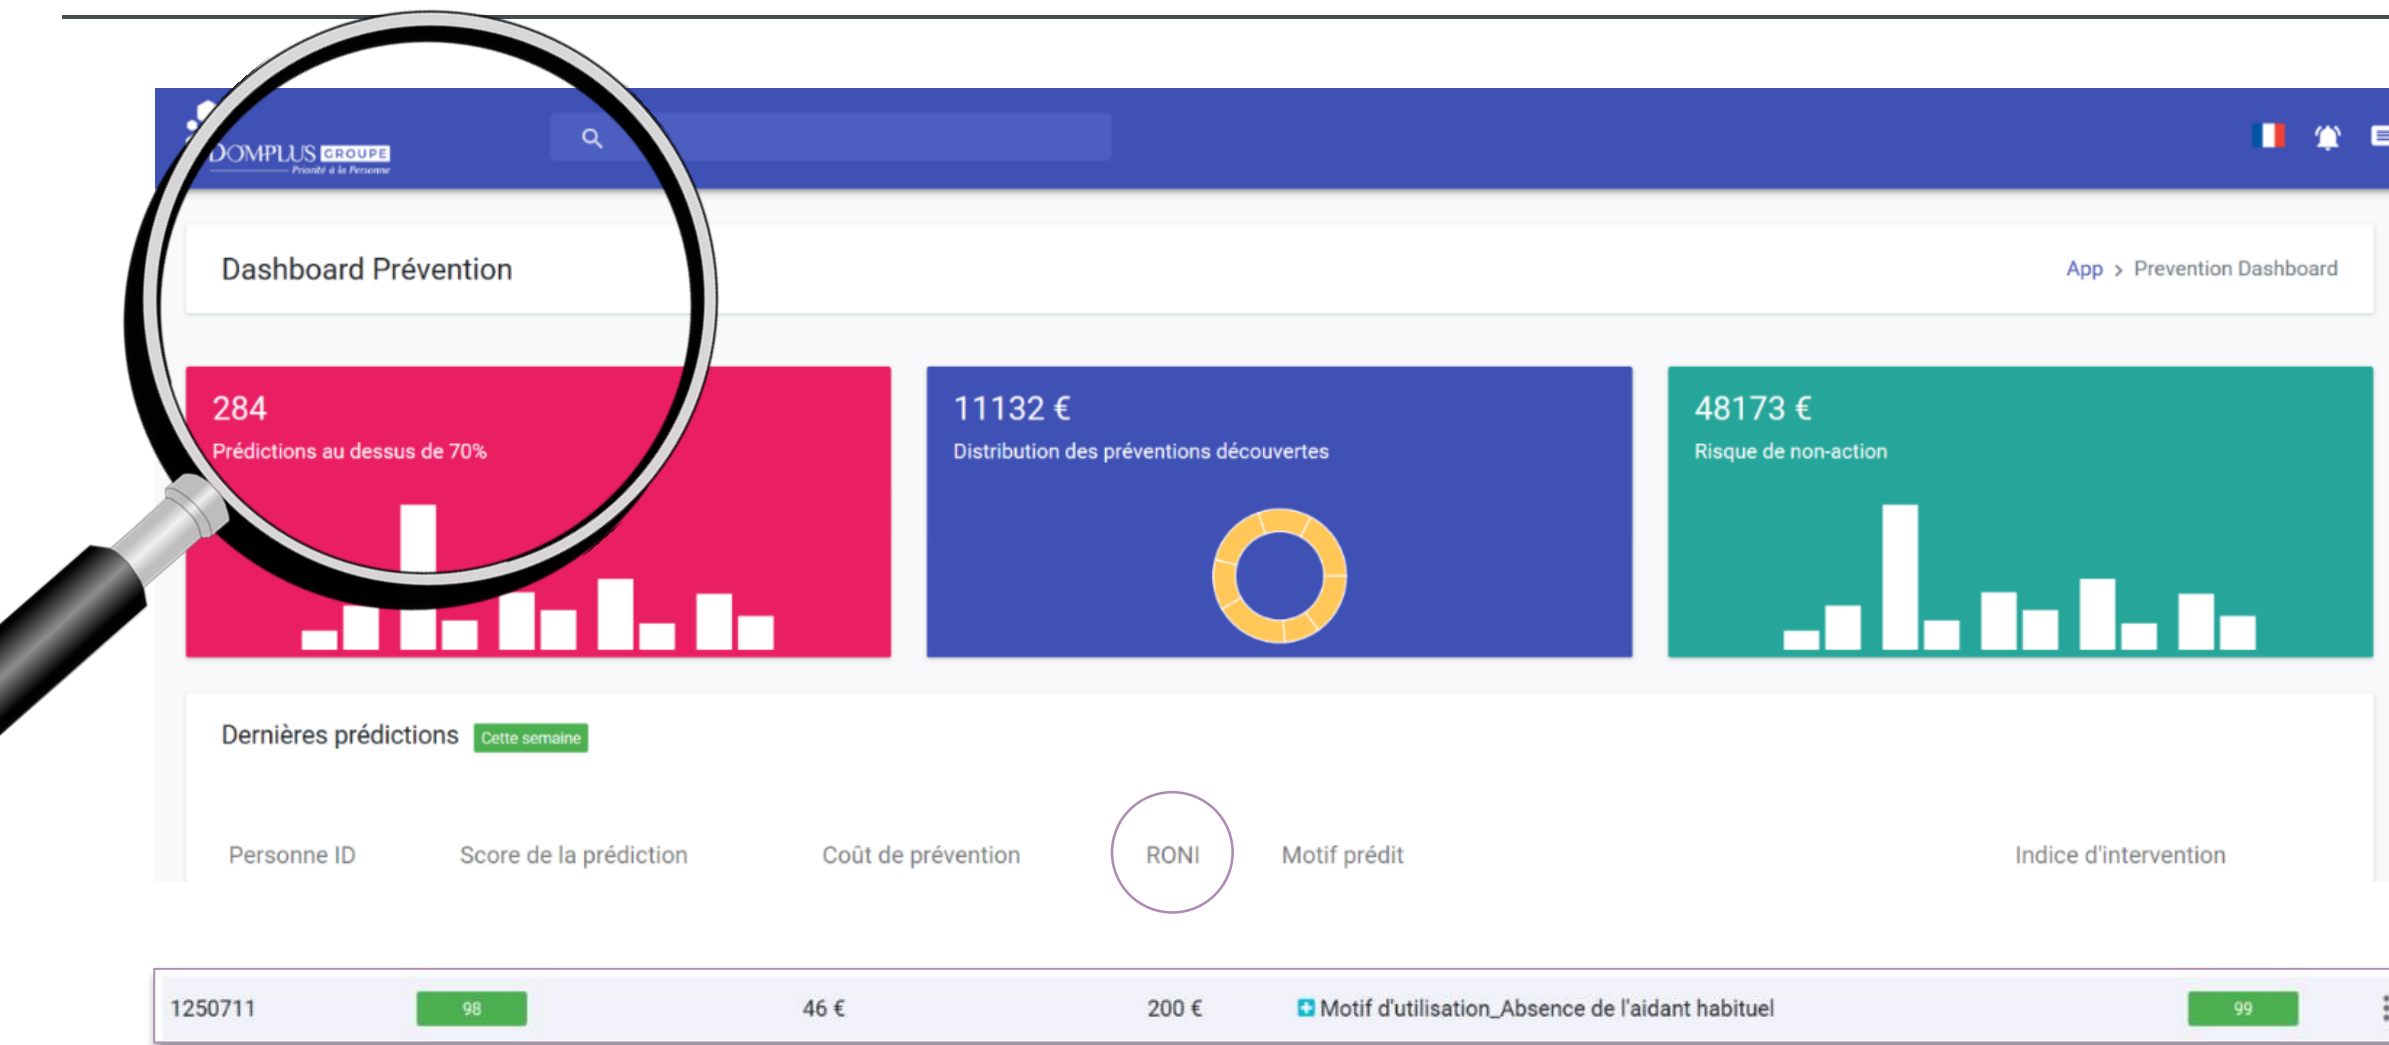 DOMPLUS GROUPE
Priorité à la Personne
Dashboard Prévention
App > Prevention Dashboard
284
Prédictions au dessus de 70%
11132 €
Distribution des préventions découvertes
48173 €
Risque de non-action
Dernières prédictions Cette semaine
Personne ID Score de la prédiction Coût de prévention RONI Motif prédit Indice d'intervention
1250711 98 46 € 200 € Motif d'utilisation_Absence de l'aidant habituel 99